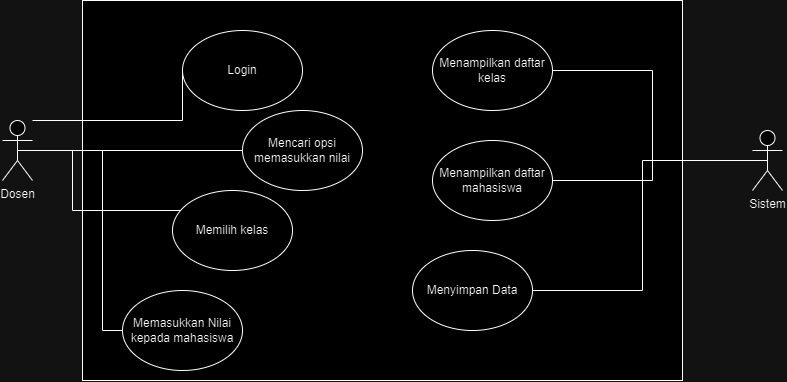 Login
Mencari opsi
memasukkan nilai
Memilih kelas
Memasukkan Nilai
kepada mahasiswa
Dosen
Menampilkan daftar
kelas
Menampilkan daftar
mahasiswa
Menyimpan Data
Sistem